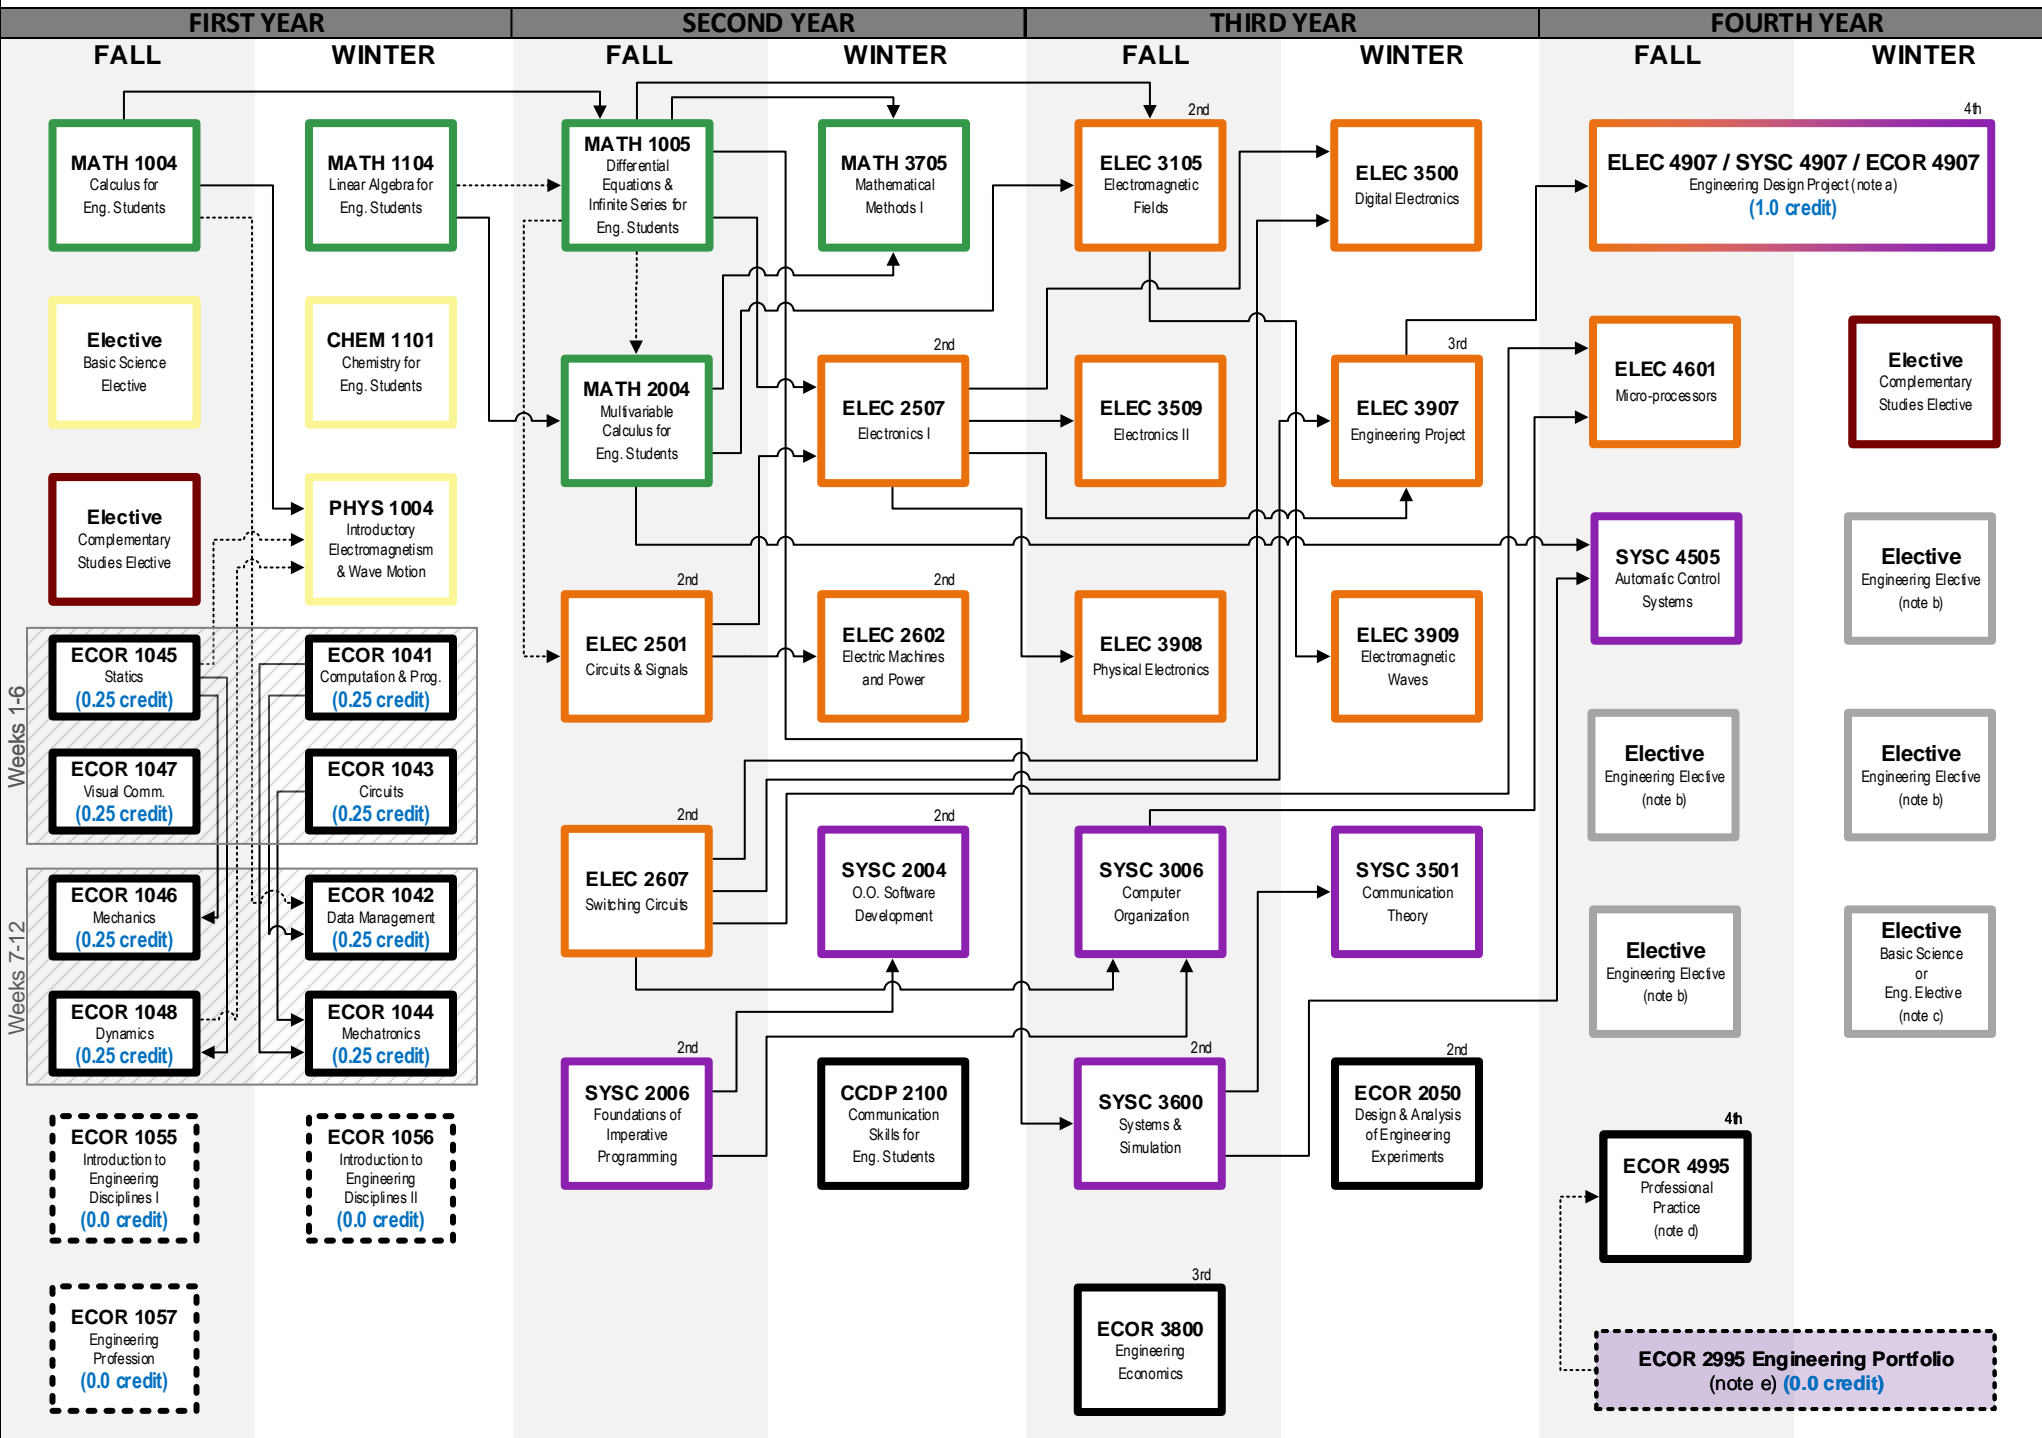 FIRST YEAR
SECOND YEAR
THIRD YEAR
FOURTH YEAR
FALL
WINTER
FALL
WINTER
FALL
WINTER
FALL
WINTER
MATH 1004
Calculus for
Eng. Students
Elective
Basic Science
Elective
Elective
Complementary
Studies Elective
Weeks 1-6
ECOR 1045
Statics
(0.25 credit)
ECOR 1047
Visual Comm.
(0.25 credit)
Weeks 7-12
ECOR 1046
Mechanics
(0.25 credit)
ECOR 1048
Dynamics
(0.25 credit)
ECOR 1055
Introduction to
Engineering
Disciplines I
(0.0 credit)
ECOR 1057
Engineering
Profession
(0.0 credit)
MATH 1104
Linear Algebra for
Eng. Students
CHEM 1101
Chemistry for
Eng. Students
PHYS 1004
Introductory
Electromagnetism
& Wave Motion
ECOR 1041
Computation & Prog.
(0.25 credit)
ECOR 1043
Circuits
(0.25 credit)
ECOR 1042
Data Management
(0.25 credit)
ECOR 1044
Mechatronics
(0.25 credit)
ECOR 1056
Introduction to
Engineering
Disciplines II
(0.0 credit)
MATH 1005
Differential
Equations &
Infinite Series for
Eng. Students
MATH 2004
Multivariable
Calculus for
Eng. Students
2nd
ELEC 2501
Circuits & Signals
2nd
ELEC 2607
Switching Circuits
2nd
SYSC 2006
Foundations of
Imperative
Programming
MATH 3705
Mathematical
Methods I
2nd
ELEC 2507
Electronics I
2nd
ELEC 2602
Electric Machines
and Power
2nd
SYSC 2004
O.O. Software
Development
CCDP 2100
Communication
Skills for
Eng. Students
2nd
ELEC 3105
Electromagnetic
Fields
ELEC 3509
Electronics II
ELEC 3908
Physical Electronics
SYSC 3006
Computer
Organization
2nd
SYSC 3600
Systems &
Simulation
3rd
ECOR 3800
Engineering
Economics
ELEC 3500
Digital Electronics
3rd
ELEC 3907
Engineering Project
ELEC 3909
Electromagnetic
Waves
SYSC 3501
Communication
Theory
2nd
ECOR 2050
Design & Analysis
of Engineering
Experiments
4th
ELEC 4907 / SYSC 4907 / ECOR 4907
Engineering Design Project (note a)
(1.0 credit)
ELEC 4601
Micro-processors
SYSC 4505
Automatic Control
Systems
Elective
Engineering Elective
(note b)
Elective
Engineering Elective
(note b)
4th
ECOR 4995
Professional
Practice
(note d)
Elective
Complementary
Studies Elective
Elective
Engineering Elective
(note b)
Elective
Engineering Elective
(note b)
Elective
Basic Science
or
Eng. Elective
(note c)
ECOR 2995 Engineering Portfolio
(note e) (0.0 credit)